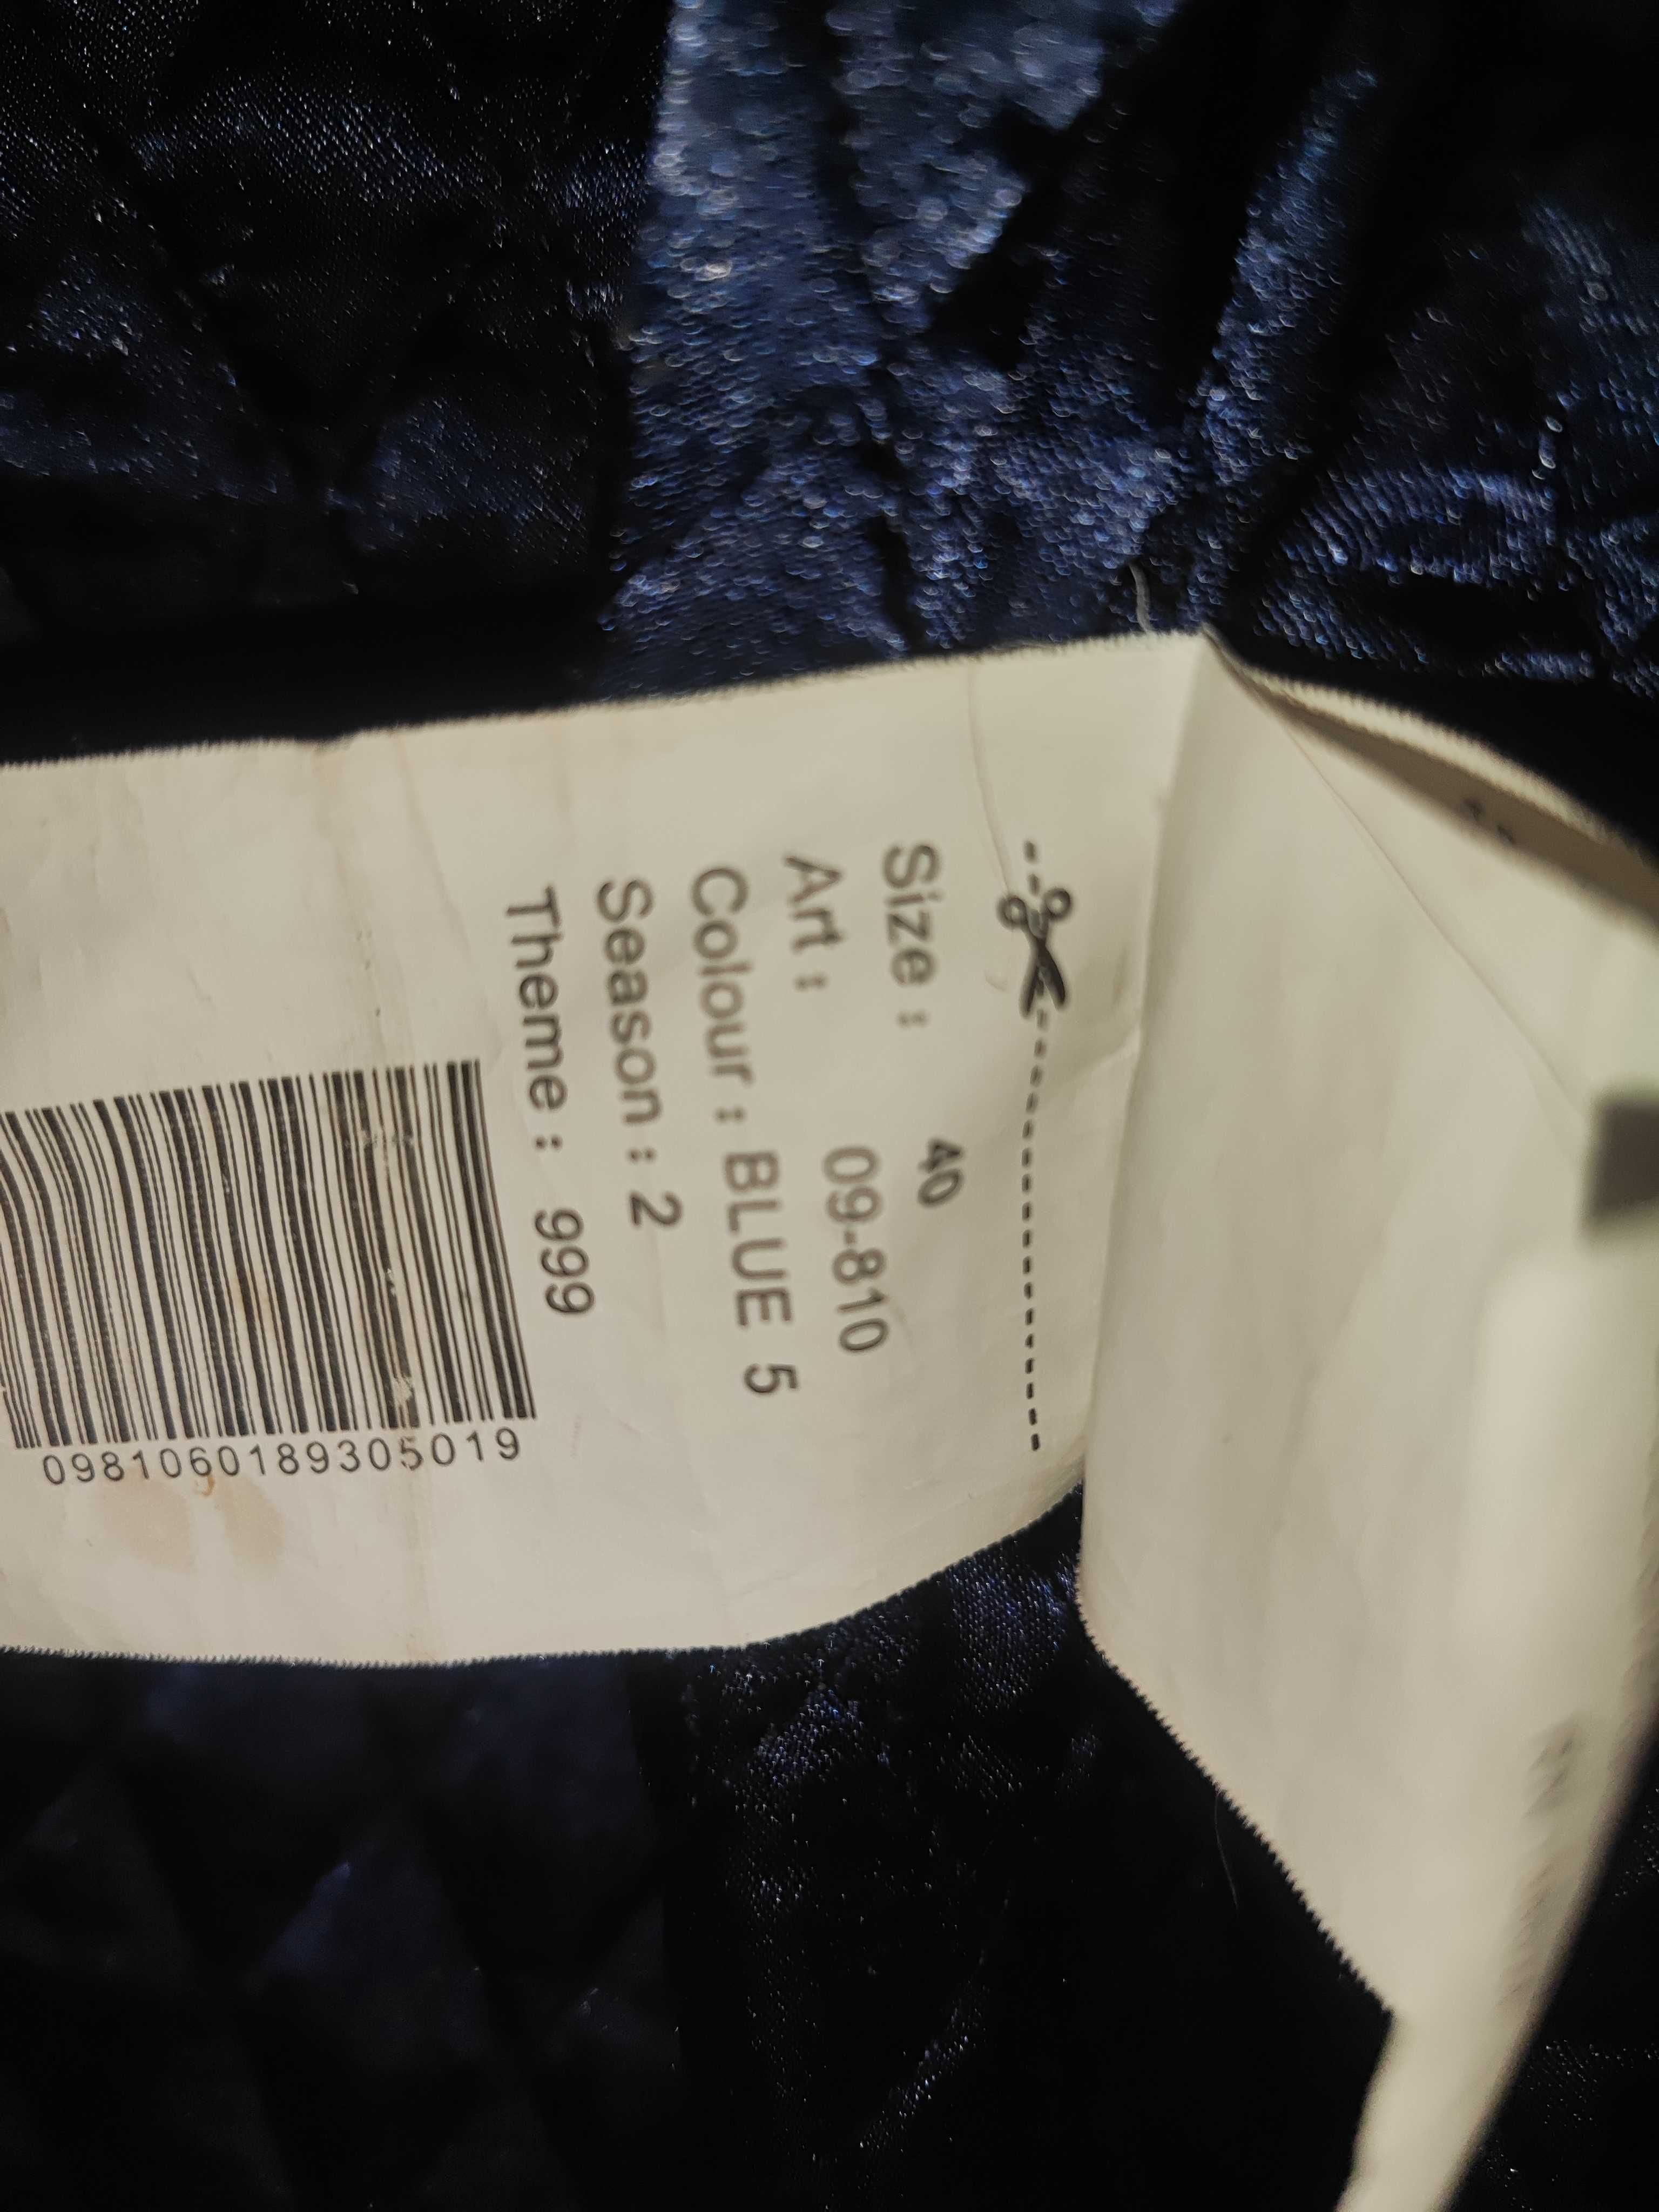 Size : 40
Art : 09-810
Colour : BLUE 5
Season : 2
Theme : 999
0981060189305019